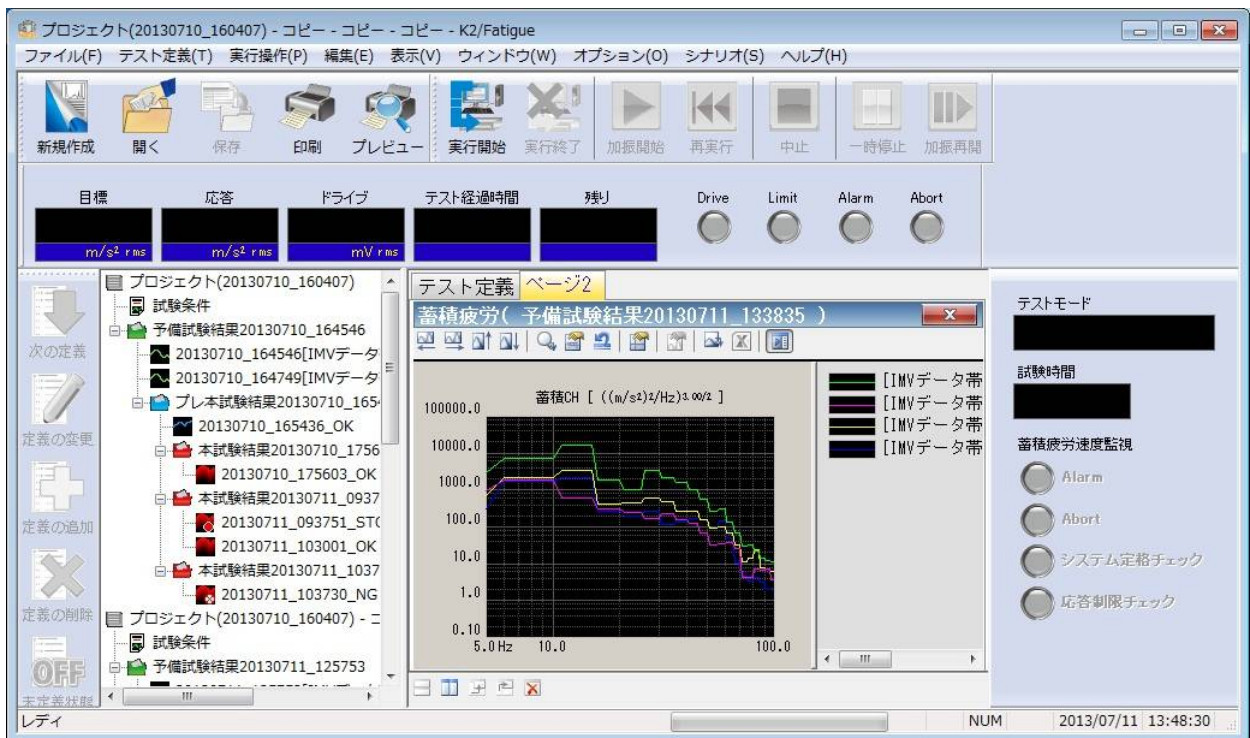 プロジェクト(20130710_160407) - コピー - コピー - コピー - K2/Fatigue
ファイル(F) テスト定義(T) 実行操作(P) 編集(E) 表示(V) ウィンドウ(W) オプション(O) シナリオ(S) ヘルプ(H)
新規作成 開く 保存 印刷 プレビュー 実行開始 実行終了 加振開始 再実行 中止 一時停止 加振再開
目標 応答 ドライブ テスト経過時間 残り Drive Limit Alarm Abort
m/s² rms m/s² rms mV rms
次の定義
定義の変更
定義の追加
定義の削除
OFF
未定義状態
プロジェクト(20130710_160407)
試験条件
予備試験結果20130710_164546
20130710_164546[IMVデータ
20130710_164749[IMVデータ
プレ本試験結果20130710_165
20130710_165436_OK
本試験結果20130710_1756
20130710_175603_OK
本試験結果20130711_0937
20130711_093751_STO
20130711_103001_OK
本試験結果20130711_1037
20130711_103730_NG
プロジェクト(20130710_160407) - コ
試験条件
予備試験結果20130711_125753
テスト定義 ページ2
蓄積疲労( 予備試験結果20130711_133835 )
蓄積CH [ ((m/s²)²/Hz)3.00/2 ]
100000.0
10000.0
1000.0
100.0
10.0
1.0
0.10
5.0 Hz 10.0 100.0
[IMVデータ帯
[IMVデータ帯
[IMVデータ帯
[IMVデータ帯
テストモード
試験時間
蓄積疲労速度監視
Alarm
Abort
システム定格チェック
応答制限チェック
レディ NUM 2013/07/11 13:48:30